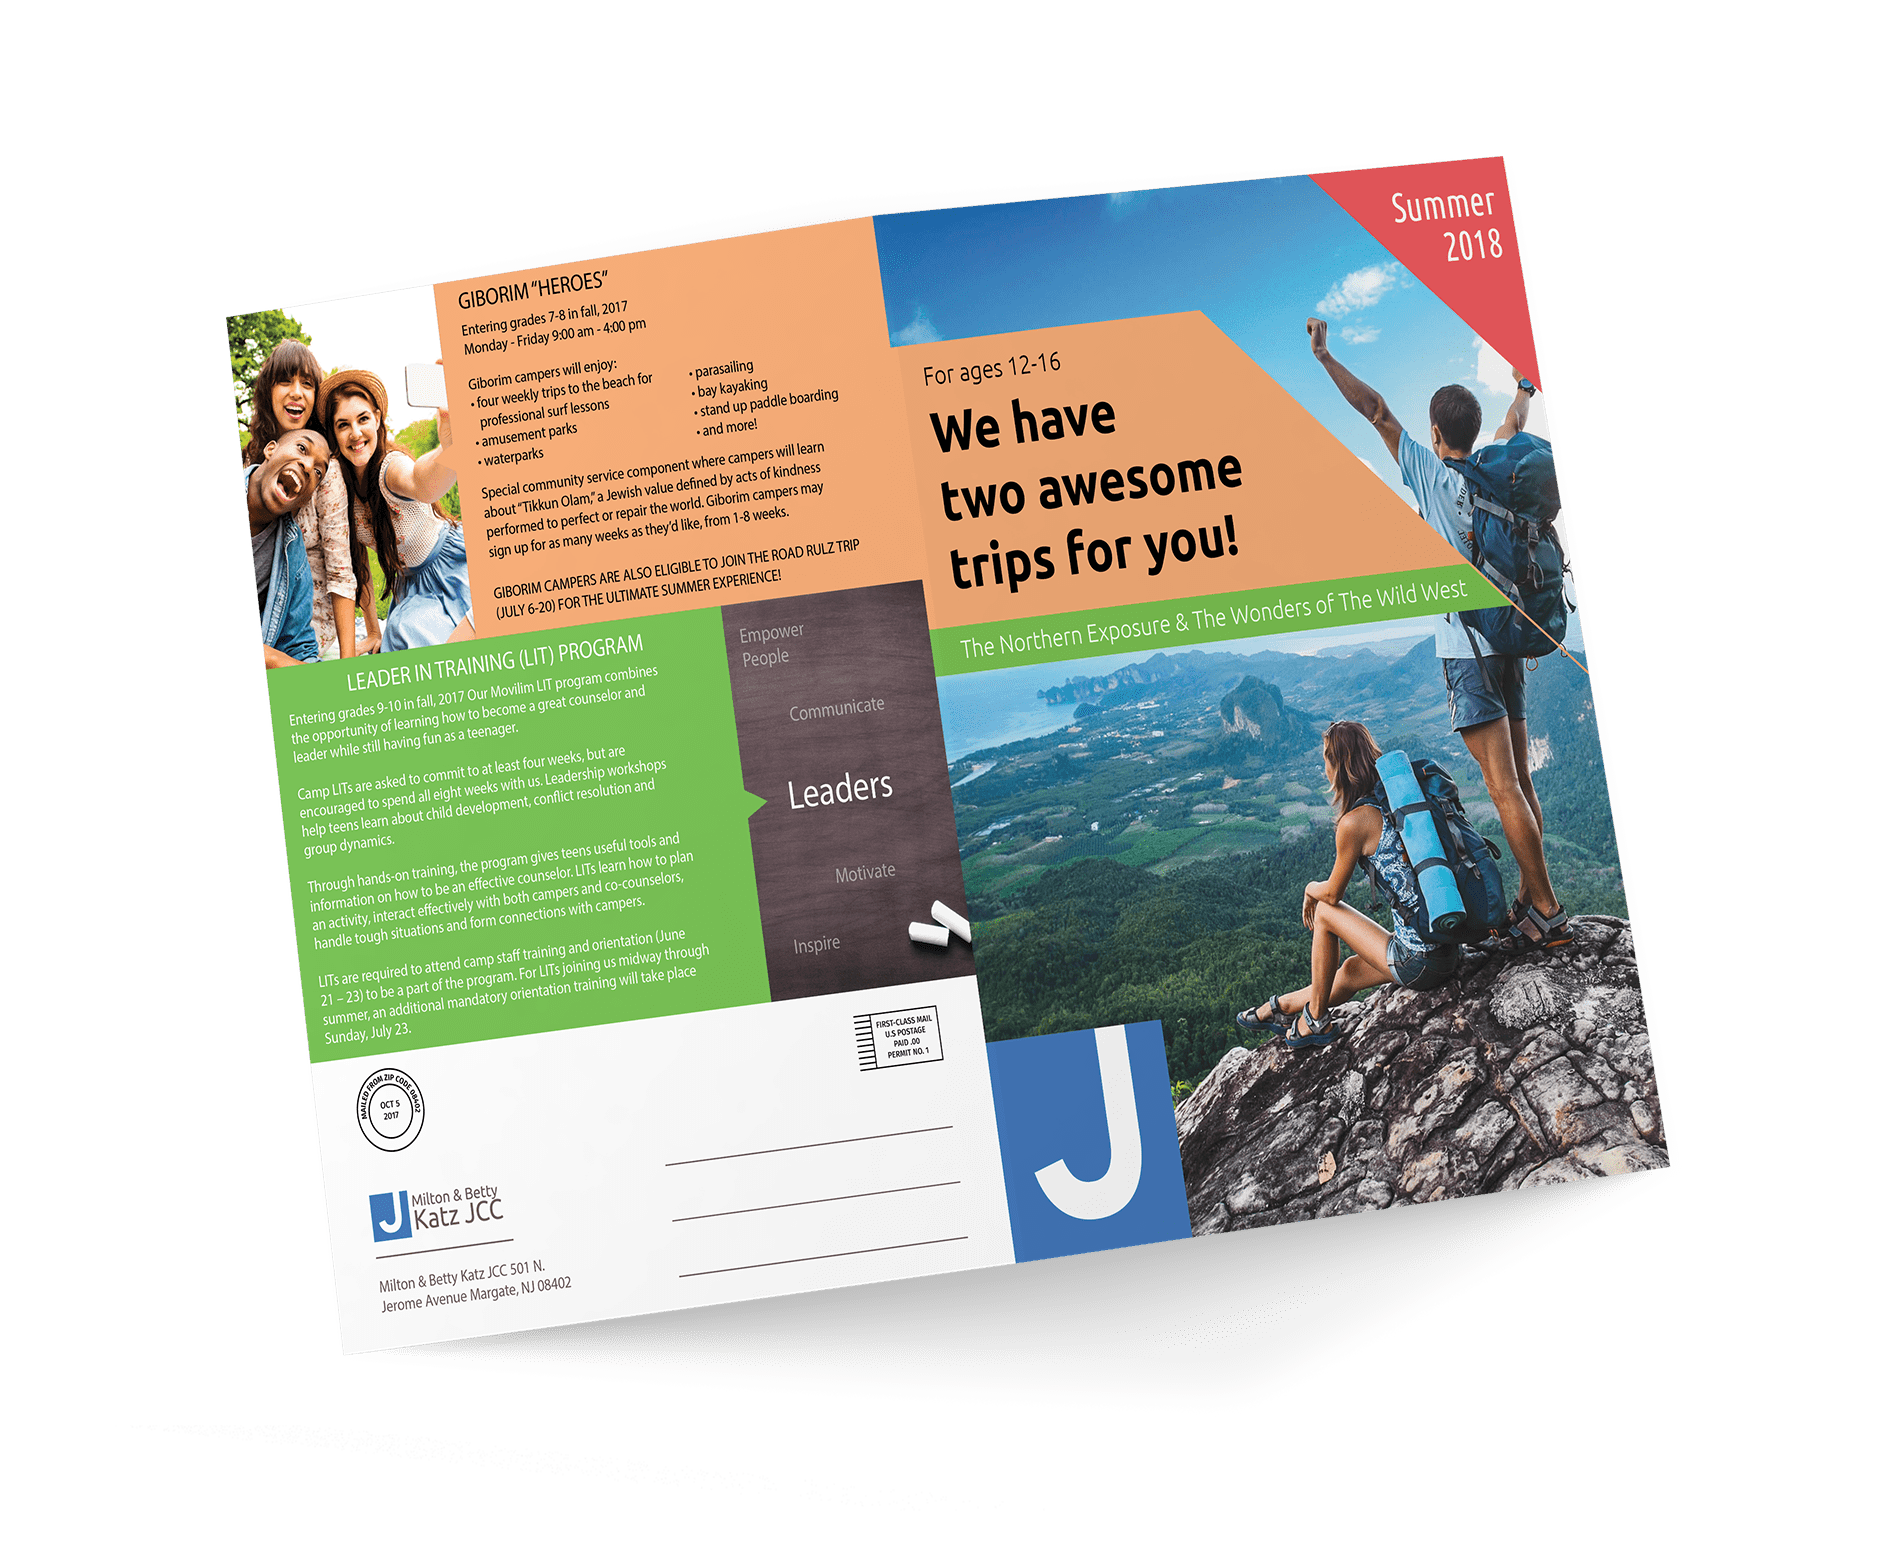 GIBORIM "HEROES"
Entering grades 7-8 in fall, 2017
Monday - Friday 9:00 am - 4:00 pm
Giborim campers will enjoy:
• four weekly trips to the beach for
professional surf lessons
• amusement parks
• waterparks
• parasailing
• bay kayaking
• stand up paddle boarding
• and more!
Special community service component where campers will learn
about "Tikkun Olam," a Jewish value defined by acts of kindness
performed to perfect or repair the world. Giborim campers may
sign up for as many weeks as they'd like, from 1-8 weeks.
GIBORIM CAMPERS ARE ALSO ELIGIBLE TO JOIN THE ROAD RULZ TRIP
(JULY 6-20) FOR THE ULTIMATE SUMMER EXPERIENCE!
LEADER IN TRAINING (LIT) PROGRAM
Entering grades 9-10 in fall, 2017 Our Movilim LIT program combines
the opportunity of learning how to become a great counselor and
leader while still having fun as a teenager.
Camp LITs are asked to commit to at least four weeks, but are
encouraged to spend all eight weeks with us. Leadership workshops
help teens learn about child development, conflict resolution and
group dynamics.
Through hands-on training, the program gives teens useful tools and
information on how to be an effective counselor. LITs learn how to plan
an activity, interact effectively with both campers and co-counselors,
handle tough situations and form connections with campers.
LITs are required to attend camp staff training and orientation (June
21 – 23) to be a part of the program. For LITs joining us midway through
summer, an additional mandatory orientation training will take place
Sunday, July 23.
Empower
People
Communicate
Leaders
Motivate
Inspire
FIRST-CLASS MAIL
U.S POSTAGE
PAID .00
PERMIT NO. 1
MAILED FROM ZIP CODE 08402
OCT 5
2017
J Milton & Betty
Katz JCC
Milton & Betty Katz JCC 501 N.
Jerome Avenue Margate, NJ 08402
Summer
2018
For ages 12-16
We have
two awesome
trips for you!
The Northern Exposure & The Wonders of The Wild West
J